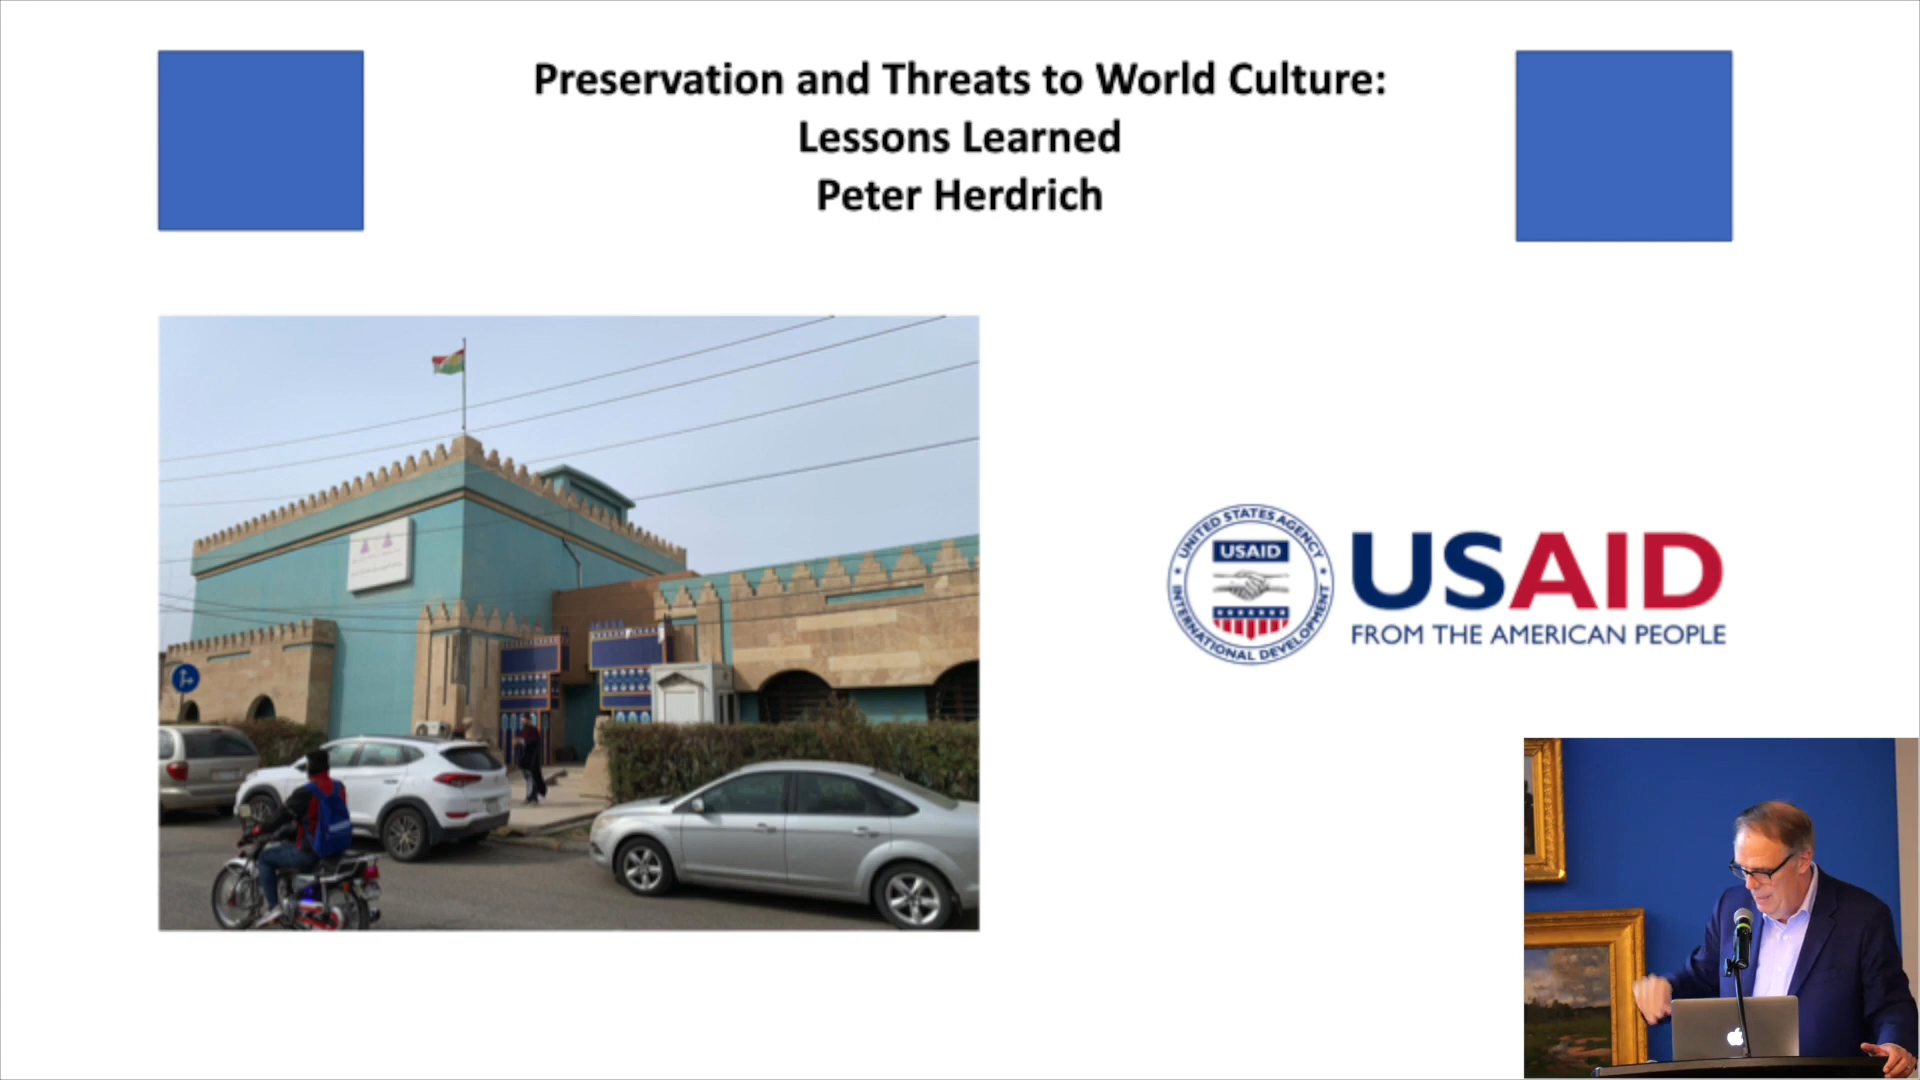 Preservation and Threats to World Culture:
Lessons Learned
Peter Herdrich
UNITED STATES AGENCY
USAID
INTERNATIONAL DEVELOPMENT
USAID
FROM THE AMERICAN PEOPLE